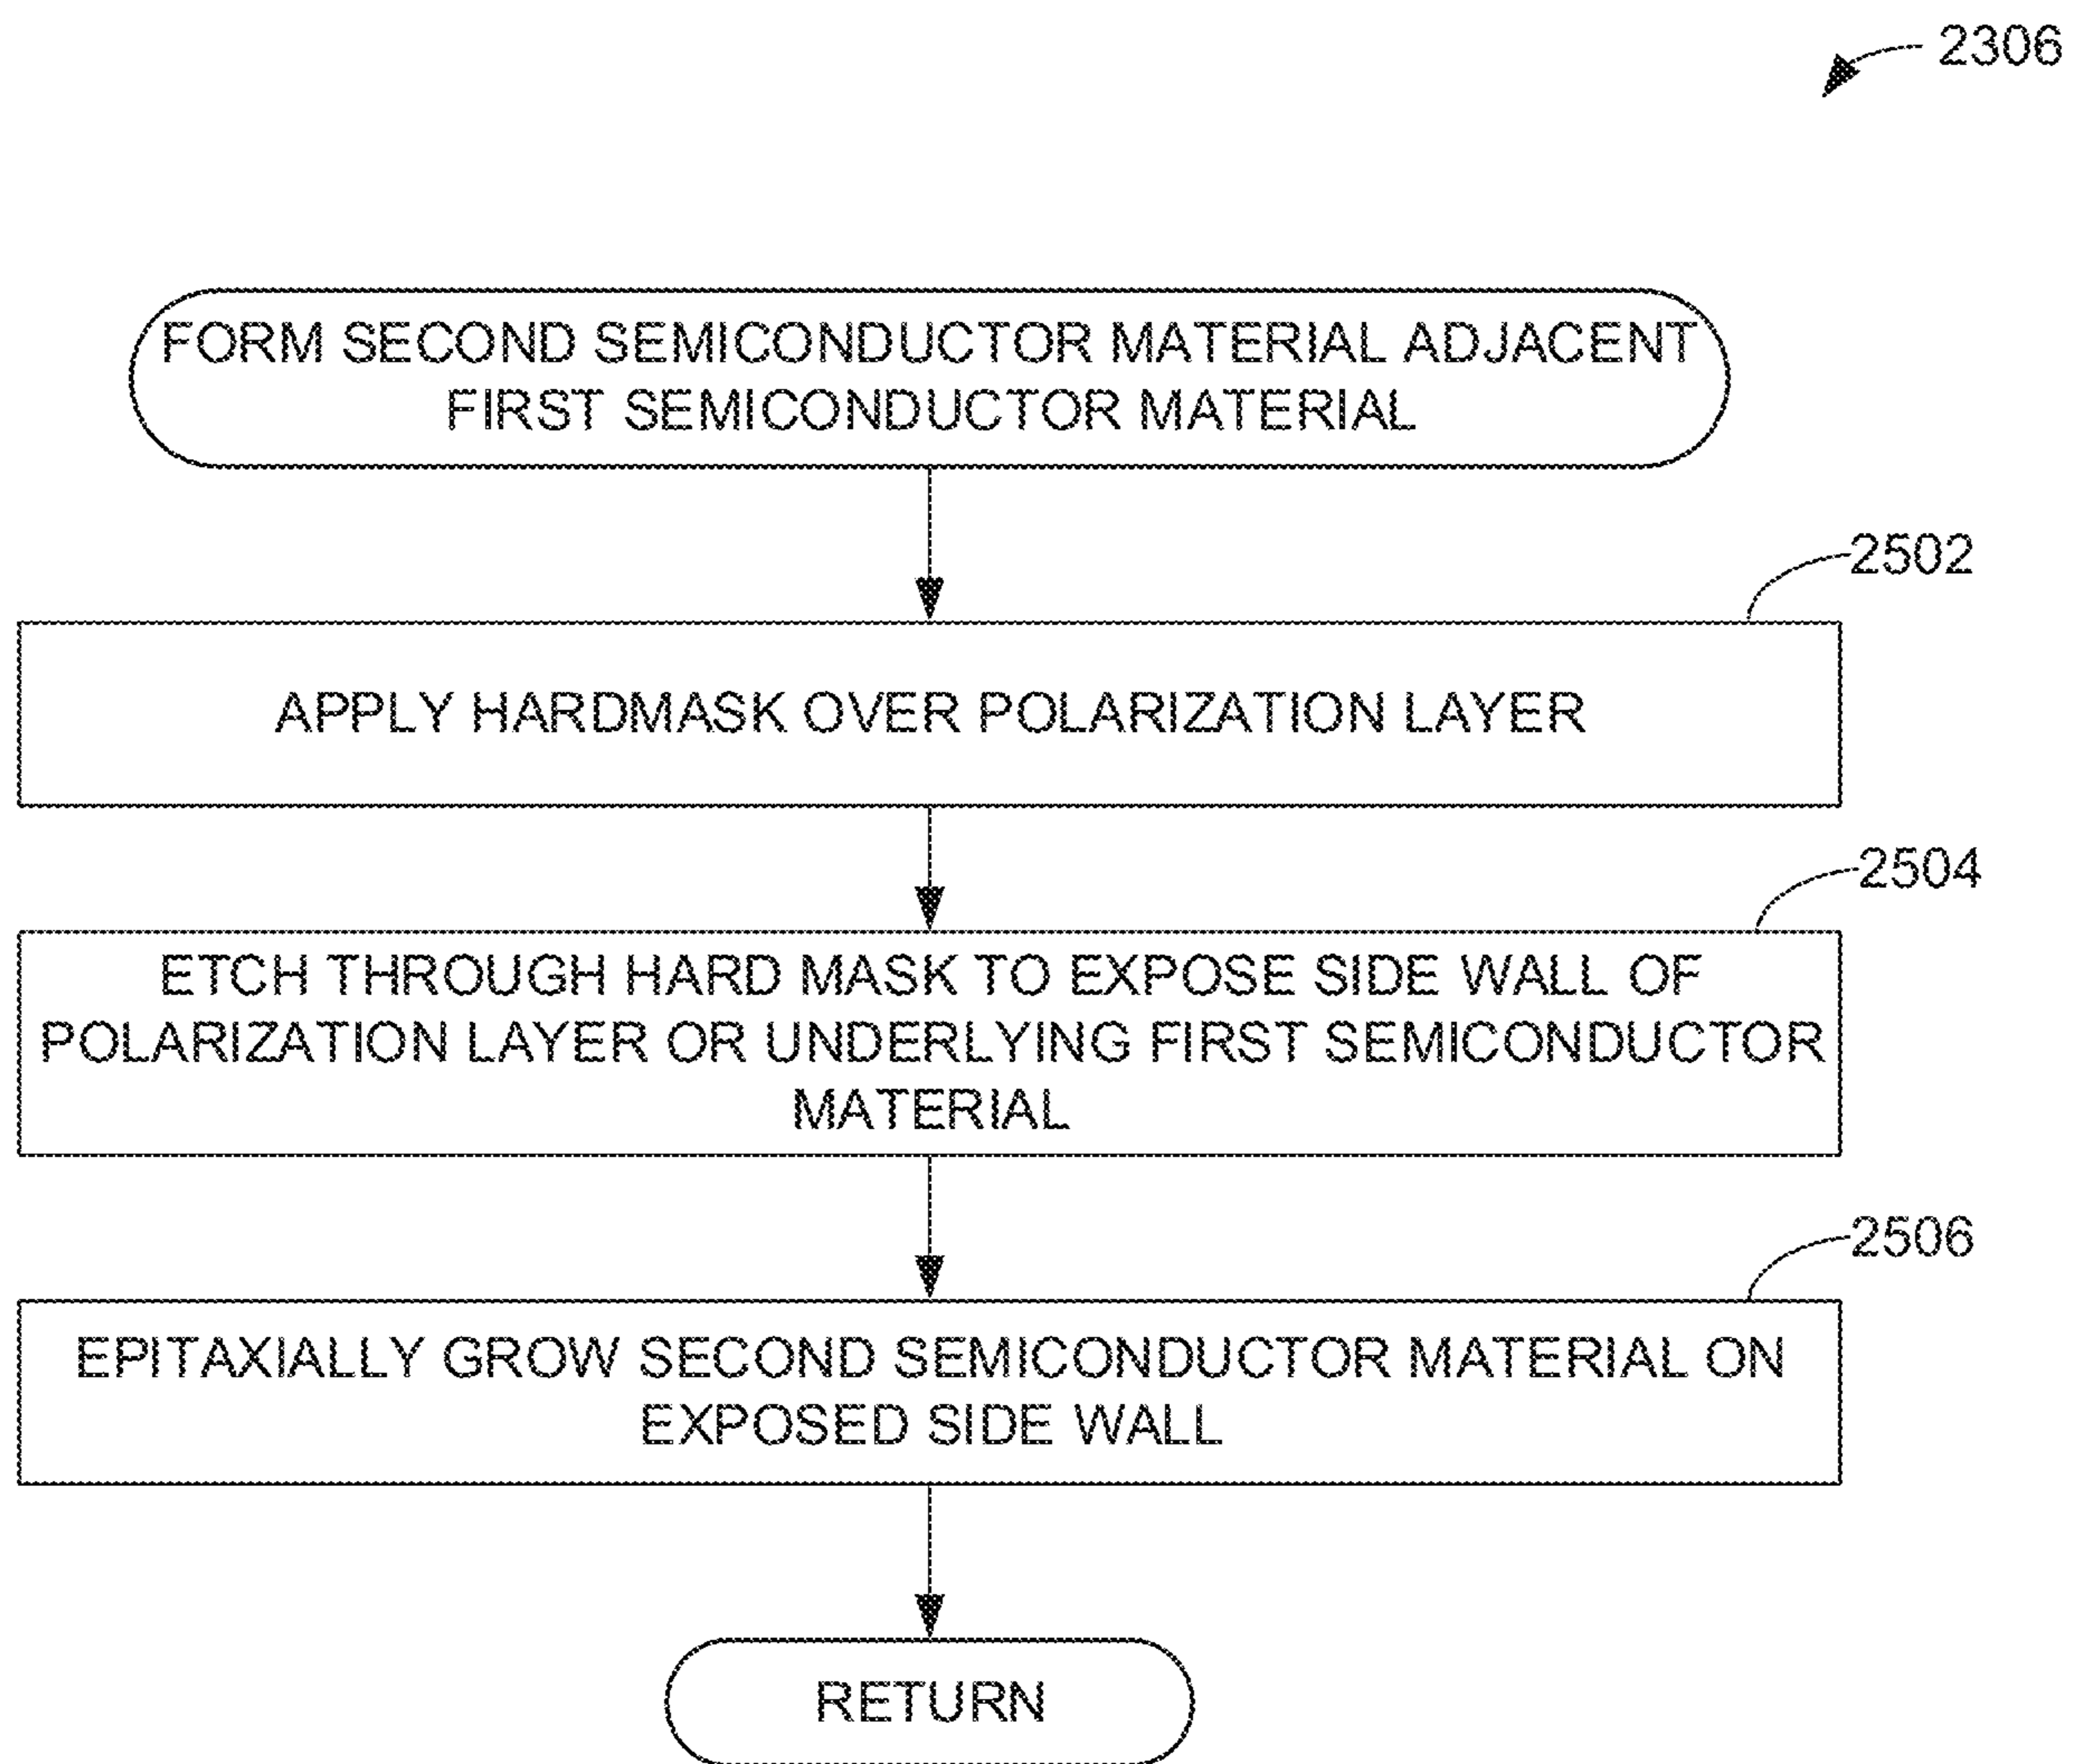 2306
FORM SECOND SEMICONDUCTOR MATERIAL ADJACENT
FIRST SEMICONDUCTOR MATERIAL
2502
APPLY HARDMASK OVER POLARIZATION LAYER
2504
ETCH THROUGH HARD MASK TO EXPOSE SIDE WALL OF
POLARIZATION LAYER OR UNDERLYING FIRST SEMICONDUCTOR
MATERIAL
2506
EPITAXIALLY GROW SECOND SEMICONDUCTOR MATERIAL ON
EXPOSED SIDE WALL
RETURN